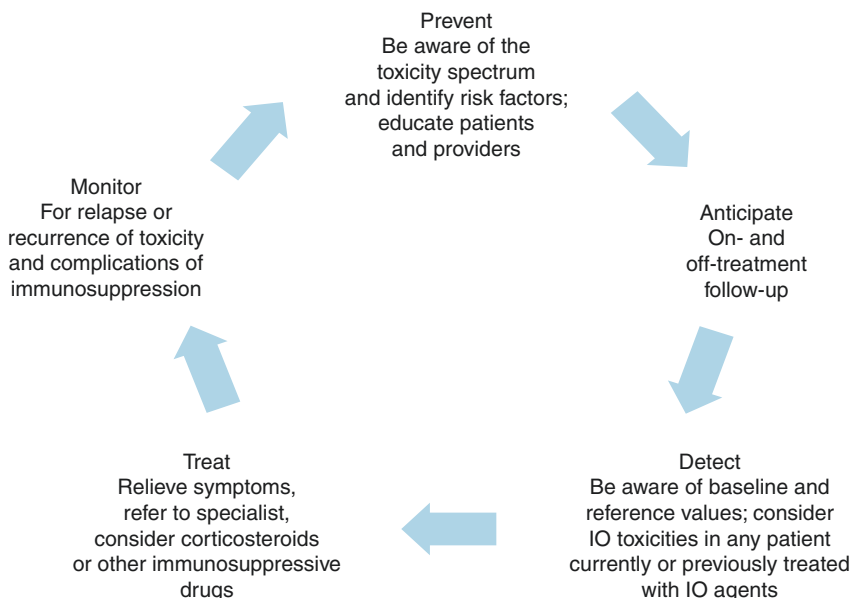 Prevent
Be aware of the
toxicity spectrum
and identify risk factors;
educate patients
and providers
Anticipate
On- and
off-treatment
follow-up
Detect
Be aware of baseline and
reference values; consider
IO toxicities in any patient
currently or previously treated
with IO agents
Treat
Relieve symptoms,
refer to specialist,
consider corticosteroids
or other immunosuppressive
drugs
Monitor
For relapse or
recurrence of toxicity
and complications of
immunosuppression